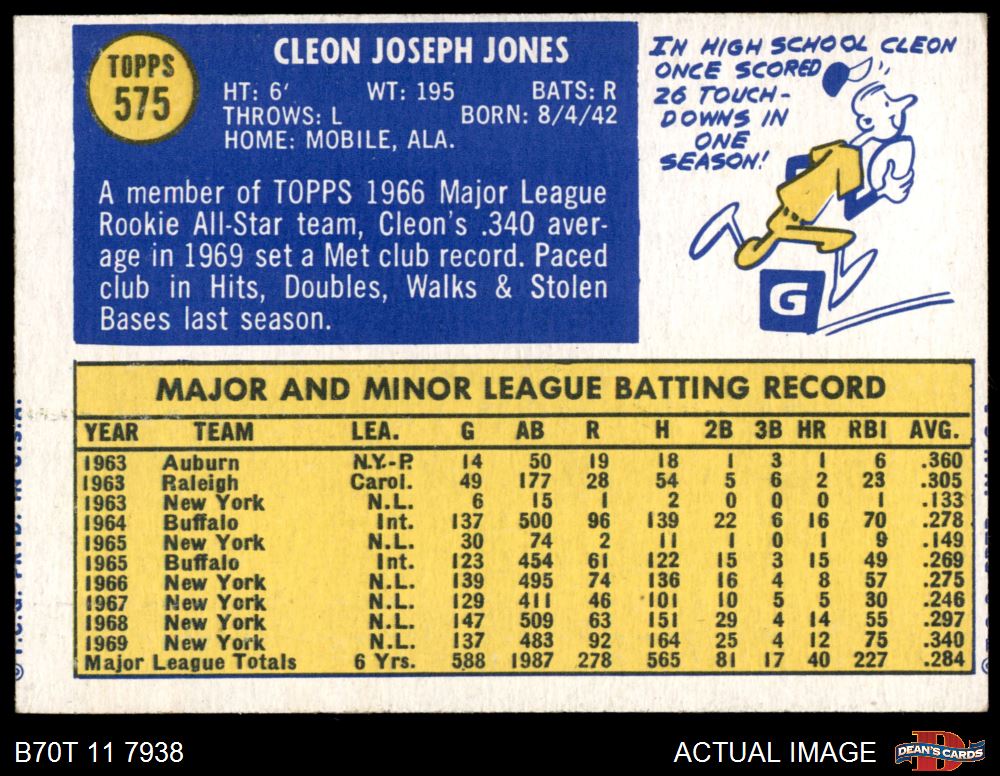 TOPPS
575
CLEON JOSEPH JONES
HT: 6' WT: 195 BATS: R
THROWS: L BORN: 8/4/42
HOME: MOBILE, ALA.
A member of TOPPS 1966 Major League
Rookie All-Star team, Cleon's .340 aver-
age in 1969 set a Met club record. Paced
club in Hits, Doubles, Walks & Stolen
Bases last season.
IN HIGH SCHOOL CLEON
ONCE SCORED
26 TOUCH-
DOWNS IN
ONE
SEASON!
G
MAJOR AND MINOR LEAGUE BATTING RECORD
YEAR TEAM LEA. G AB R H 2B 3B HR RBI AVG.
1963 Auburn N.Y.-P. 14 50 19 18 1 3 1 6 .360
1963 Raleigh Carol. 49 177 28 54 5 6 2 23 .305
1963 New York N.L. 6 15 1 2 0 0 0 1 .133
1964 Buffalo Int. 137 500 96 139 22 6 16 70 .278
1965 New York N.L. 30 74 2 11 1 0 1 9 .149
1965 Buffalo Int. 123 454 61 122 15 3 15 49 .269
1966 New York N.L. 139 495 74 136 16 4 8 57 .275
1967 New York N.L. 129 411 46 101 10 5 5 30 .246
1968 New York N.L. 147 509 63 151 29 4 14 55 .297
1969 New York N.L. 137 483 92 164 25 4 12 75 .340
Major League Totals 6 Yrs. 588 1987 278 565 81 17 40 227 .284
B70T 11 7938
ACTUAL IMAGE
DEAN'S CARDS